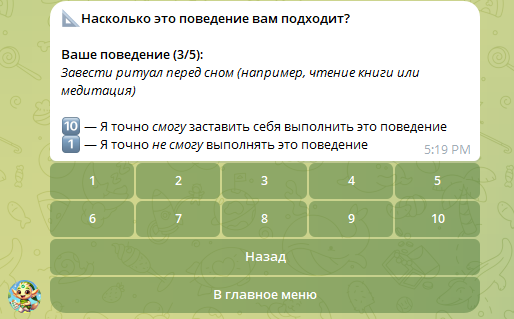 📐Насколько это поведение вам подходит?
Ваше поведение (3/5):
Завести ритуал перед сном (например, чтение книги или
медитация)
🔟 — Я точно смогу заставить себя выполнить это поведение
1️⃣ — Я точно не смогу выполнять это поведение
5:19 PM
1 2 3 4 5
6 7 8 9 10
Назад
В главное меню